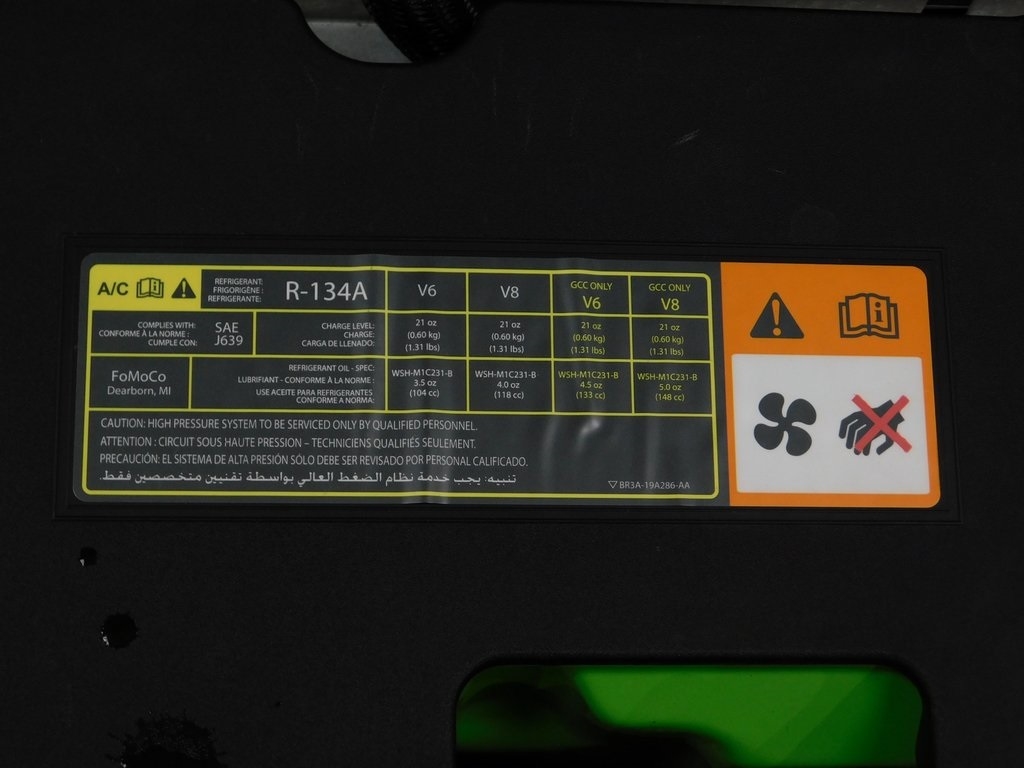 A/C
REFRIGERANT:
FRIGORIGÈNE:
REFRIGERANTE:
R-134A
V6
V8
GCC ONLY
V6
GCC ONLY
V8
COMPLIES WITH:
CONFORME À LA NORME :
CUMPLE CON:
SAE
J639
CHARGE LEVEL:
CHARGE:
CARGA DE LLENADO:
21 oz
(0.60 kg)
(1.31 lbs)
21 oz
(0.60 kg)
(1.31 lbs)
21 oz
(0.60 kg)
(1.31 lbs)
21 oz
(0.60 kg)
(1.31 lbs)
FoMoCo
Dearborn, MI
REFRIGERANT OIL - SPEC:
LUBRIFIANT - CONFORME À LA NORME :
USE ACEITE PARA REFRIGERANTES
CONFORME A NORMA:
WSH-M1C231-B
3.5 oz
(104 cc)
WSH-M1C231-B
4.0 oz
(118 cc)
WSH-M1C231-B
4.5 oz
(133 cc)
WSH-M1C231-B
5.0 oz
(148 cc)
CAUTION: HIGH PRESSURE SYSTEM TO BE SERVICED ONLY BY QUALIFIED PERSONNEL.
ATTENTION : CIRCUIT SOUS HAUTE PRESSION – TECHNICIENS QUALIFIÉS SEULEMENT.
PRECAUCIÓN: EL SISTEMA DE ALTA PRESIÓN SÓLO DEBE SER REVISADO POR PERSONAL CALIFICADO.
تنبيه: يجب خدمة نظام الضغط العالي بواسطة تقنيين متخصصين فقط.
BR3A-19A286-AA